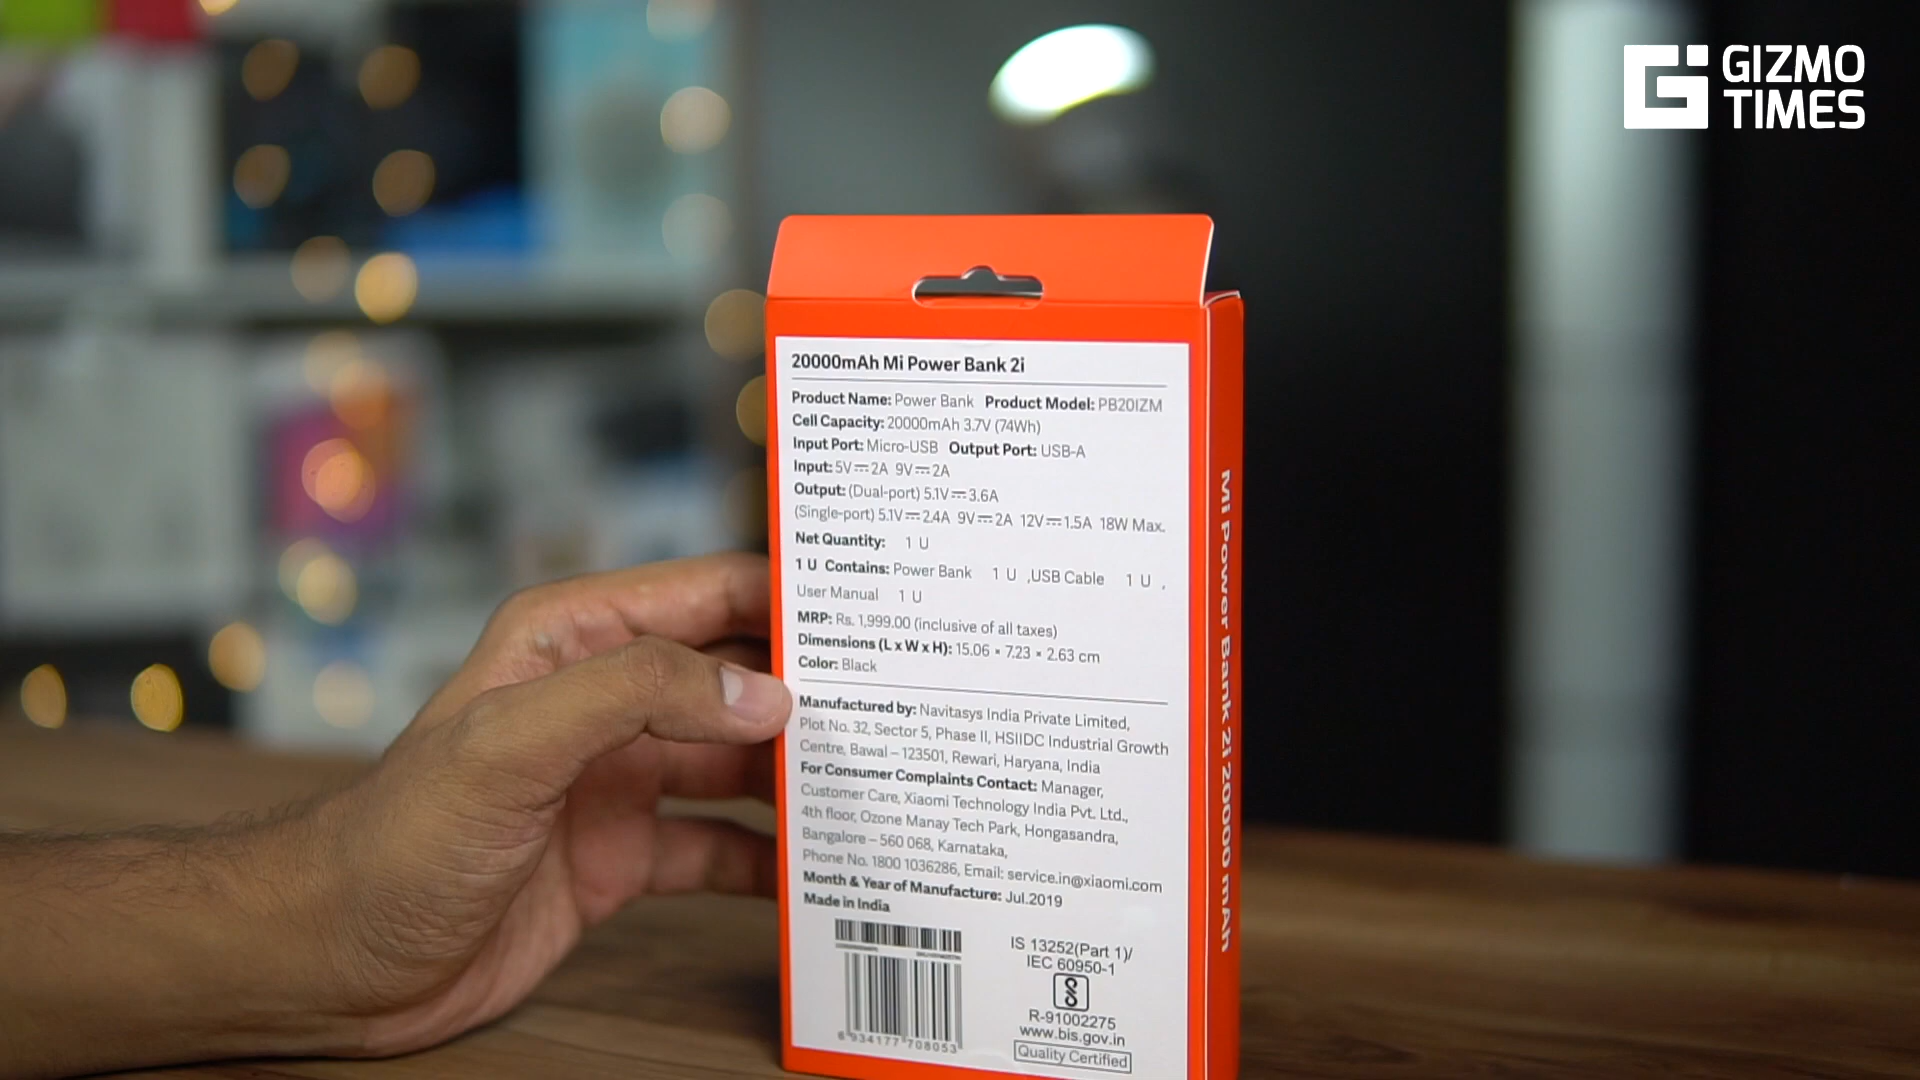 GIZMO
TIMES
20000mAh Mi Power Bank 2i
Product Name: Power Bank Product Model: PB20IZM
Cell Capacity: 20000mAh 3.7V (74Wh)
Input Port: Micro-USB Output Port: USB-A
Input: 5V⎓2A 9V⎓2A
Output: (Dual-port) 5.1V⎓3.6A
(Single-port) 5.1V⎓2.4A 9V⎓2A 12V⎓1.5A 18W Max.
Net Quantity: 1 U
1 U Contains: Power Bank 1 U ,USB Cable 1 U ,
User Manual 1 U
MRP: Rs. 1,999.00 (inclusive of all taxes)
Dimensions (L x W x H): 15.06 × 7.23 × 2.63 cm
Color: Black
Manufactured by: Navitasys India Private Limited,
Plot No. 32, Sector 5, Phase II, HSIIDC Industrial Growth
Centre, Bawal – 123501, Rewari, Haryana, India
For Consumer Complaints Contact: Manager,
Customer Care, Xiaomi Technology India Pvt. Ltd.,
4th floor, Ozone Manay Tech Park, Hongasandra,
Bangalore – 560 068, Karnataka,
Phone No. 1800 1036286, Email: service.in@xiaomi.com
Month & Year of Manufacture: Jul.2019
Made in India
6 934177 708053
IS 13252(Part 1)/
IEC 60950-1
R-91002275
www.bis.gov.in
Quality Certified
Mi Power Bank 2i 20000 mAh